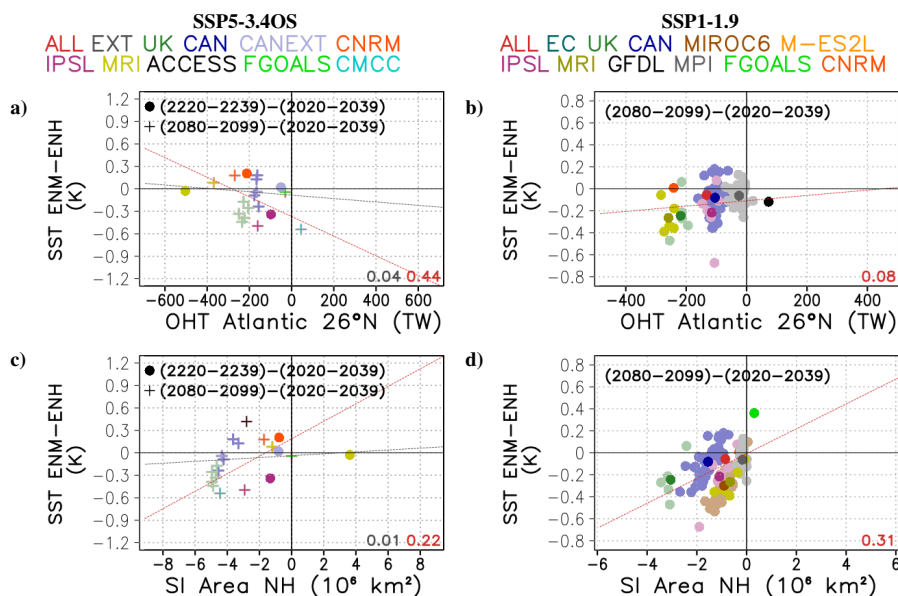 SSP5-3.4OS
ALL EXT UK CAN CANEXT CNRM
IPSL MRI ACCESS FGOALS CMCC
SSP1-1.9
ALL EC UK CAN MIROC6 M-ES2L
IPSL MRI GFDL MPI FGOALS CNRM
a)
SST ENM-ENH
(K)
1.2
0.9
0.6
0.3
0
-0.3
-0.6
-0.9
-1.2
(2220-2239)-(2020-2039)
(2080-2099)-(2020-2039)
0.04 0.44
-600 -400 -200 0 200 400 600
OHT Atlantic 26°N (TW)
b)
SST ENM-ENH
(K)
0.8
0.6
0.4
0.2
0
-0.2
-0.4
-0.6
-0.8
(2080-2099)-(2020-2039)
0.08
-400 -200 0 200 400
OHT Atlantic 26°N (TW)
c)
SST ENM-ENH
(K)
1.2
0.9
0.6
0.3
0
-0.3
-0.6
-0.9
-1.2
(2220-2239)-(2020-2039)
(2080-2099)-(2020-2039)
0.01 0.22
-8 -6 -4 -2 0 2 4 6 8
SI Area NH (10⁶ km²)
d)
SST ENM-ENH
(K)
0.8
0.6
0.4
0.2
0
-0.2
-0.4
-0.6
-0.8
(2080-2099)-(2020-2039)
0.31
-6 -4 -2 0 2 4 6
SI Area NH (10⁶ km²)